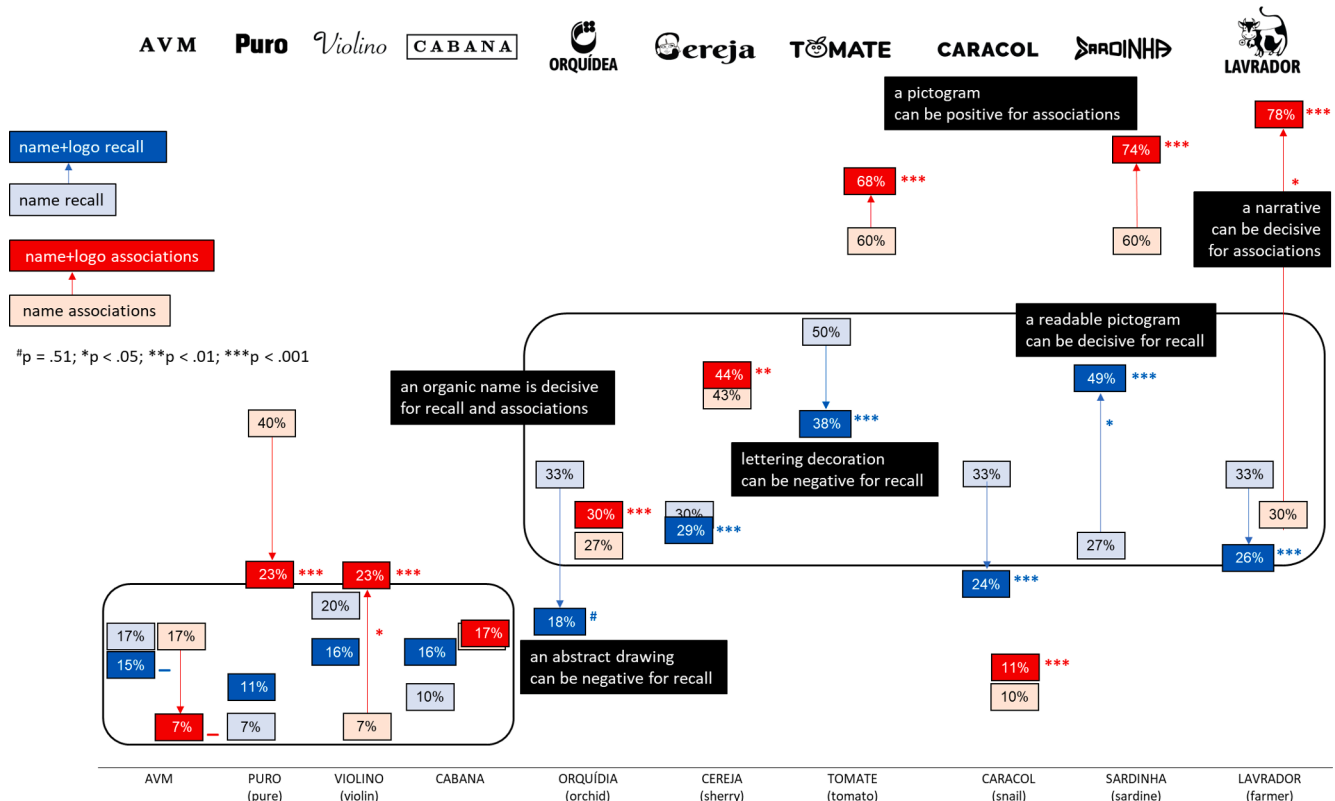 AVM Puro Violino CABANA ORQUÍDEA Cereja TOMATE CARACOL SARDINHA LAVRADOR
a pictogram
can be positive for associations
78% ***
name+logo recall
74% ***
68% ***
*
name recall
a narrative
can be decisive
for associations
60%
60%
name+logo associations
name associations
a readable pictogram
can be decisive for recall
50%
#p = .51; *p < .05; **p < .01; ***p < .001
an organic name is decisive
for recall and associations
44% **
43%
49% ***
40%
38% ***
*
lettering decoration
can be negative for recall
33%
33%
33%
30% ***
30%
30%
29% ***
27%
27%
26% ***
23% ***
23% ***
24% ***
20%
18% #
17%
17%
*
17%
15% –
16%
16%
an abstract drawing
can be negative for recall
11% ***
11%
10%
10%
7% –
7%
7%
AVM PURO VIOLINO CABANA ORQUÍDIA CEREJA TOMATE CARACOL SARDINHA LAVRADOR
(pure) (violin) (orchid) (sherry) (tomato) (snail) (sardine) (farmer)